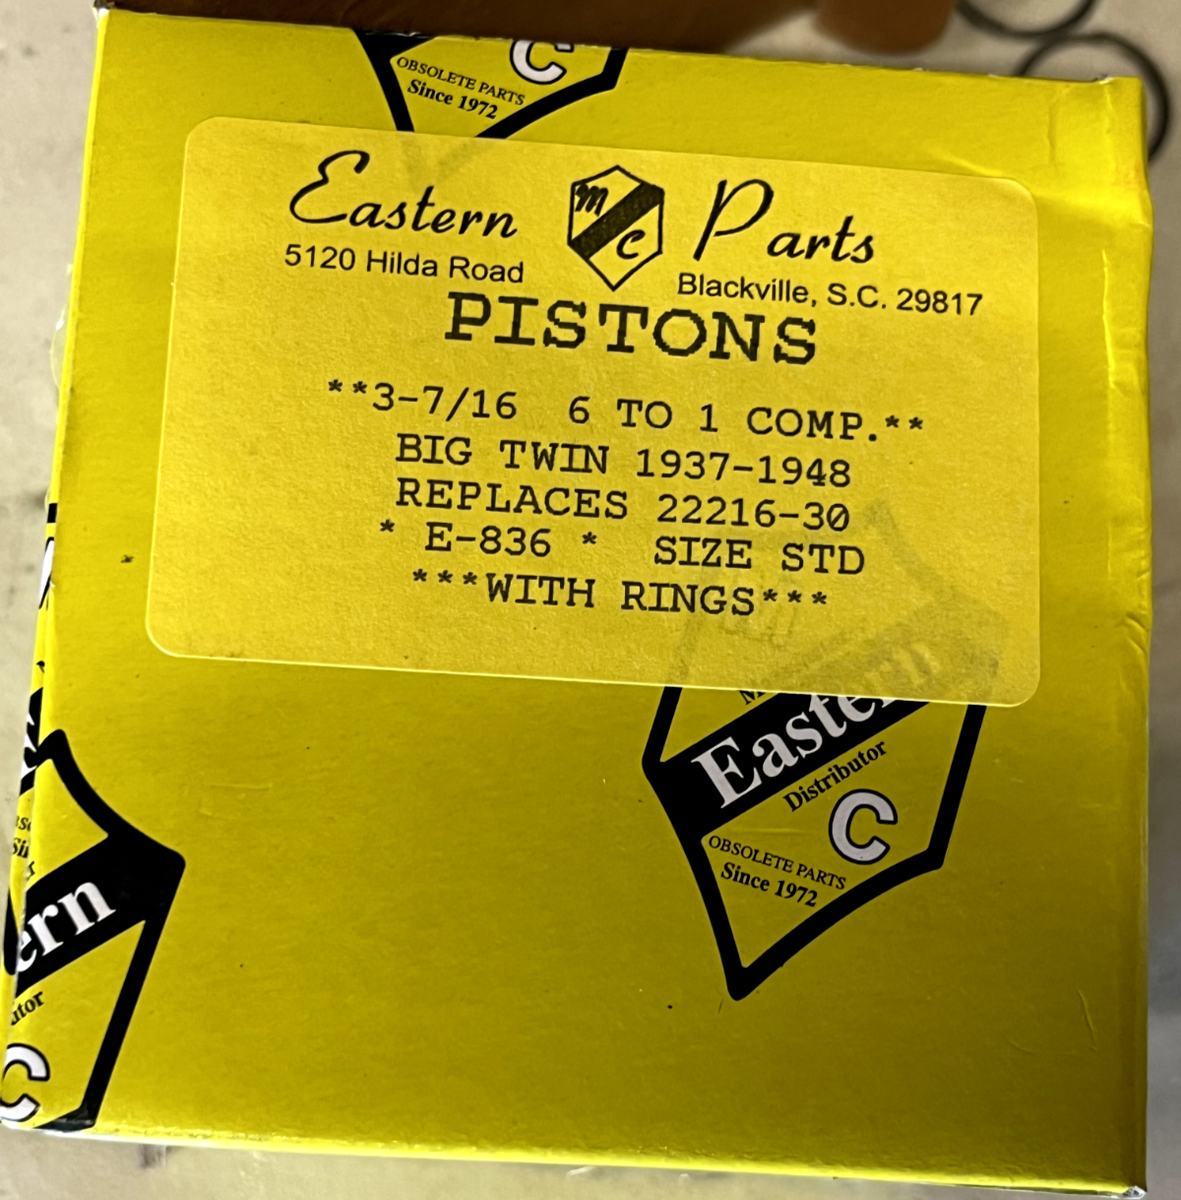 C
OBSOLETE PARTS
Since 1972
Eastern MC Parts
5120 Hilda Road
Blackville, S.C. 29817
PISTONS
**3-7/16 6 TO 1 COMP.**
BIG TWIN 1937-1948
REPLACES 22216-30
* E-836 * SIZE STD
***WITH RINGS***
Eastern
Distributor
C
OBSOLETE PARTS
Since 1972
ern
utor
C